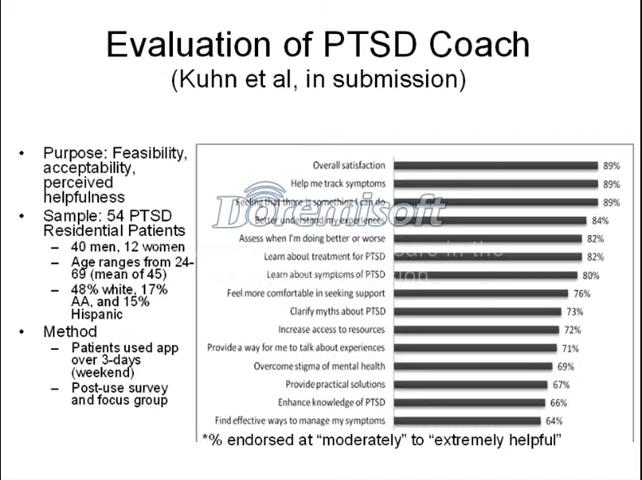 Evaluation of PTSD Coach
(Kuhn et al, in submission)
• Purpose: Feasibility,
acceptability,
perceived
helpfulness
• Sample: 54 PTSD
Residential Patients
– 40 men, 12 women
– Age ranges from 24-
69 (mean of 45)
– 48% white, 17%
AA, and 15%
Hispanic
• Method
– Patients used app
over 3-days
(weekend)
– Post-use survey
and focus group
Overall satisfaction 89%
Help me track symptoms 89%
Feeling that there is something I can do 89%
Better understand my experience 84%
Assess when I'm doing better or worse 82%
Learn about treatment for PTSD 82%
Learn about symptoms of PTSD 80%
Feel more comfortable in seeking support 76%
Clarify myths about PTSD 73%
Increase access to resources 72%
Provide a way for me to talk about experiences 71%
Overcome stigma of mental health 69%
Provide practical solutions 67%
Enhance knowledge of PTSD 66%
Find effective ways to manage my symptoms 64%
*% endorsed at “moderately” to “extremely helpful”
Doremisoft
in the